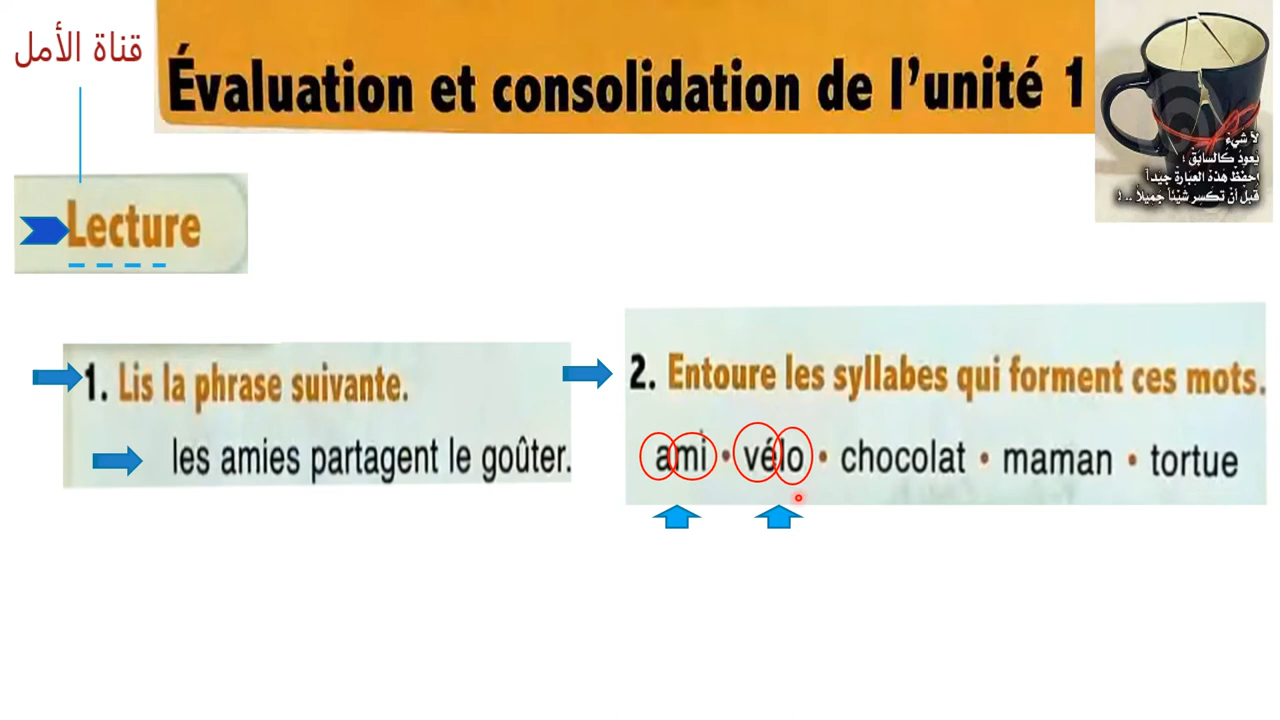 قناة الأمل
Évaluation et consolidation de l'unité 1
لا شيء
يعود كالسابق !
احفظ هذه العبارة جيداً
قبل أن تكسر شيئاً جميلاً .. !
Lecture
1. Lis la phrase suivante.
les amies partagent le goûter.
2. Entoure les syllabes qui forment ces mots.
ami • vélo • chocolat • maman • tortue